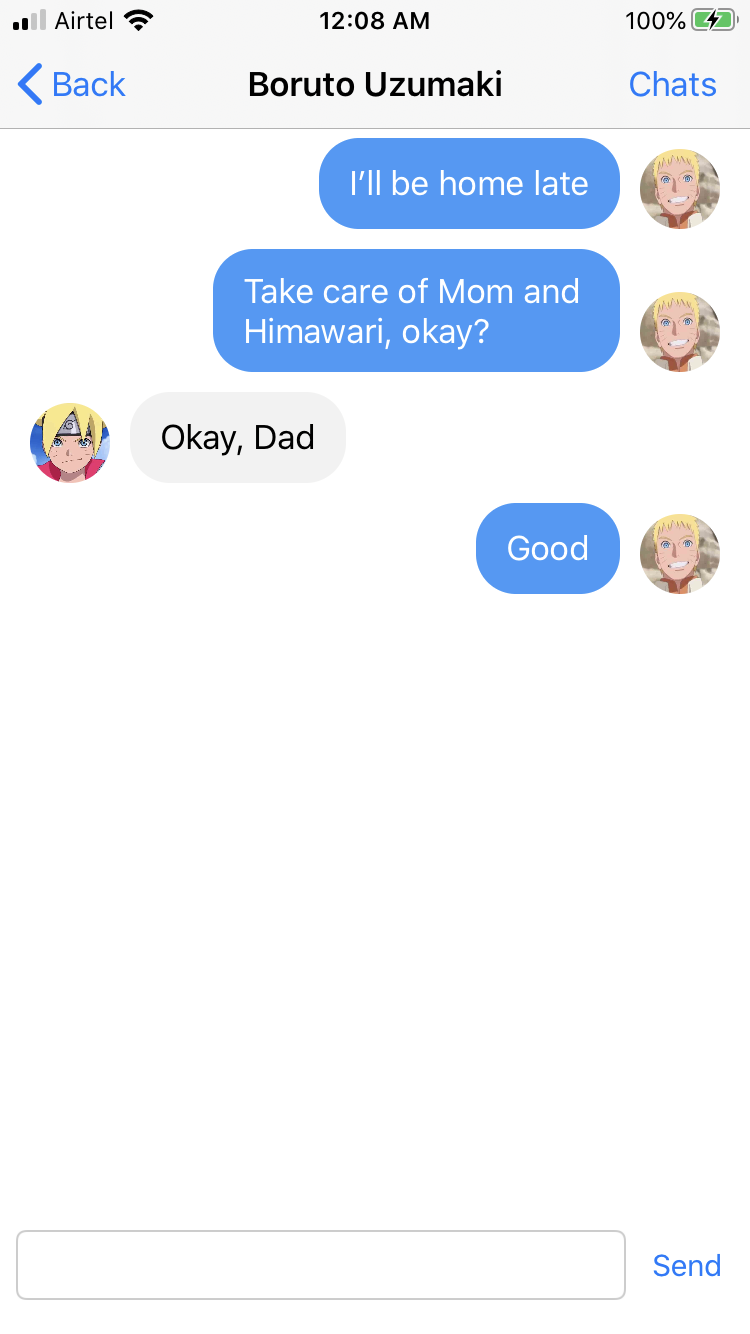 Airtel 12:08 AM 100%
Back Boruto Uzumaki Chats
I’ll be home late
Take care of Mom and
Himawari, okay?
Okay, Dad
Good
Send